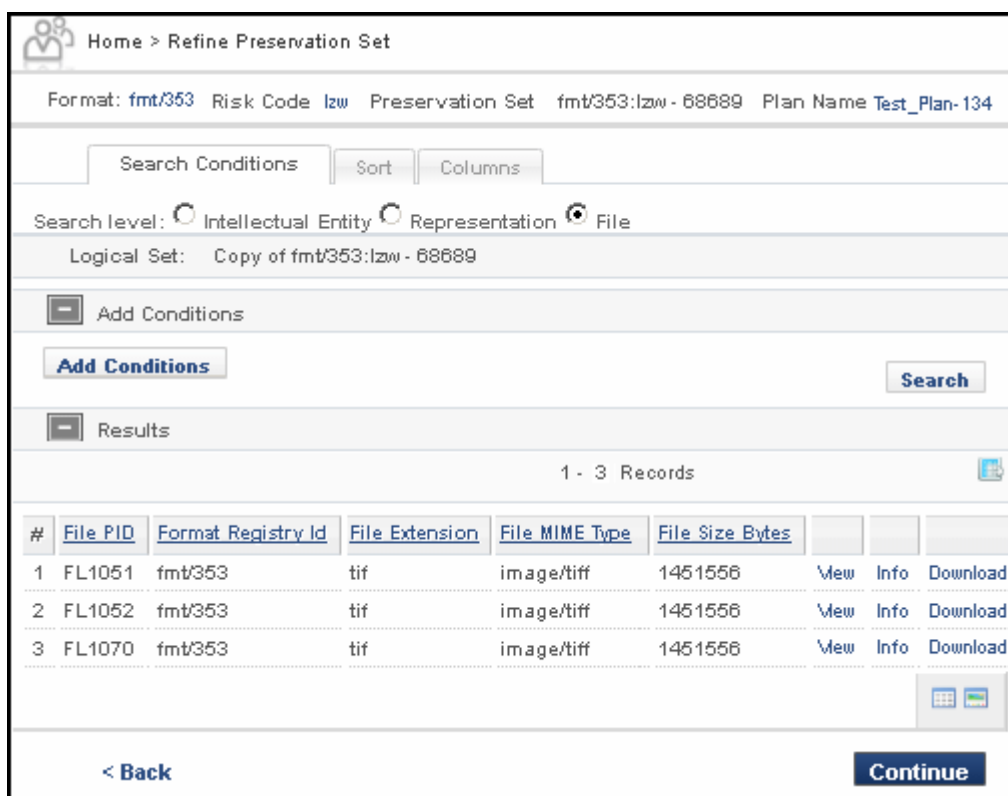 Home > Refine Preservation Set
Format: fmt/353 Risk Code lzw Preservation Set fmt/353:lzw - 68689 Plan Name Test_Plan-134
Search Conditions Sort Columns
Search level: Intellectual Entity Representation File
Logical Set: Copy of fmt/353:lzw - 68689
Add Conditions
Add Conditions
Search
Results
1 - 3 Records
# File PID Format Registry Id File Extension File MIME Type File Size Bytes
1 FL1051 fmt/353 tif image/tiff 1451556 View Info Download
2 FL1052 fmt/353 tif image/tiff 1451556 View Info Download
3 FL1070 fmt/353 tif image/tiff 1451556 View Info Download
< Back Continue